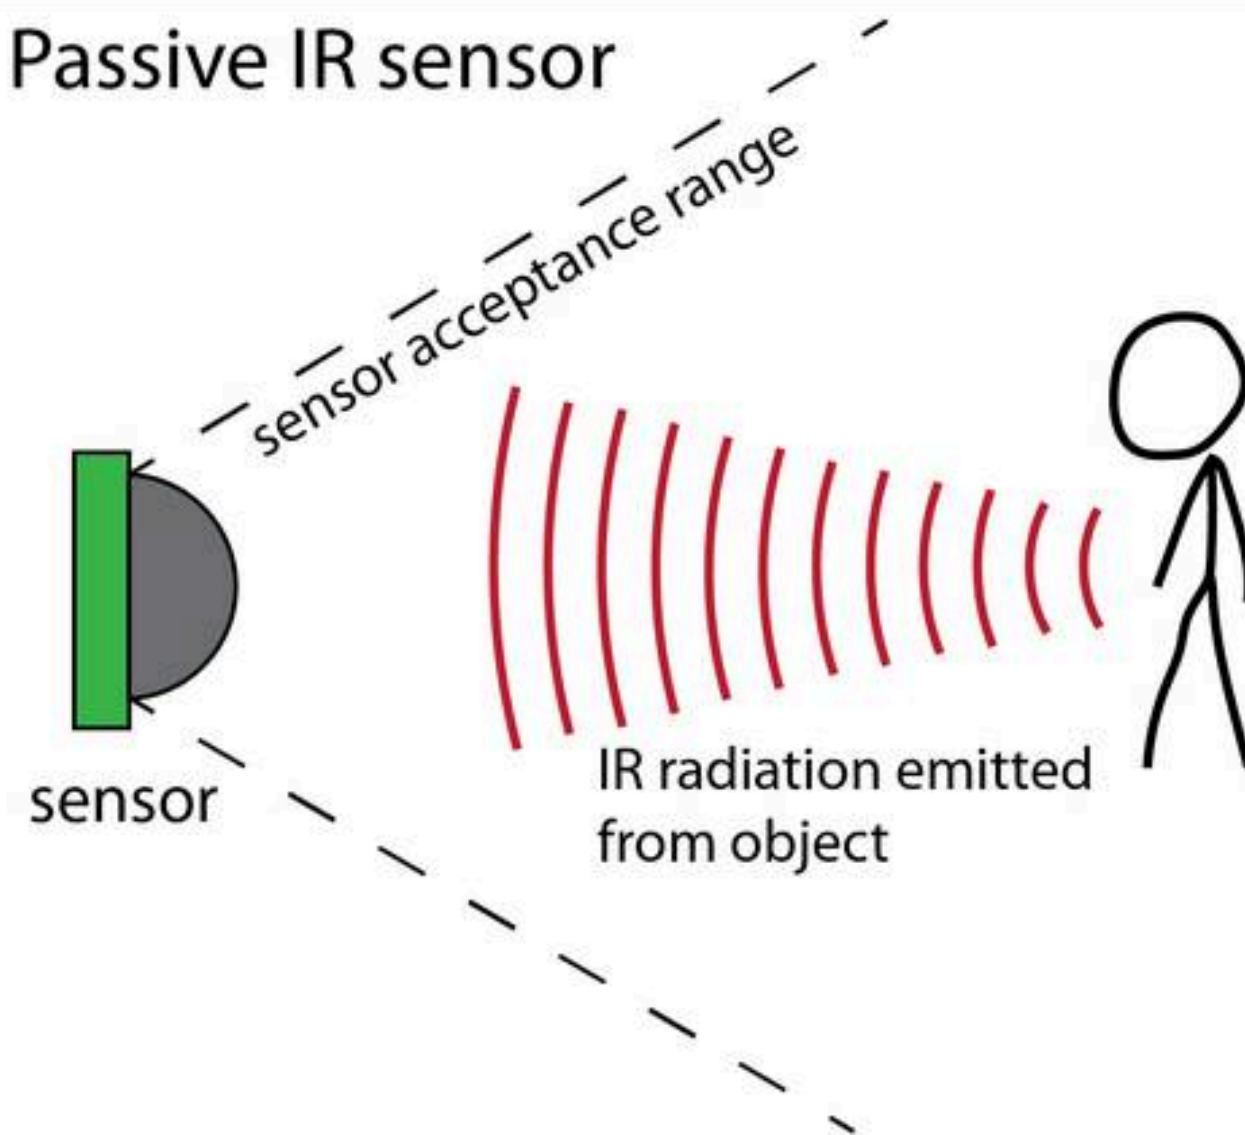 Passive IR sensor
sensor acceptance range
sensor
IR radiation emitted
from object